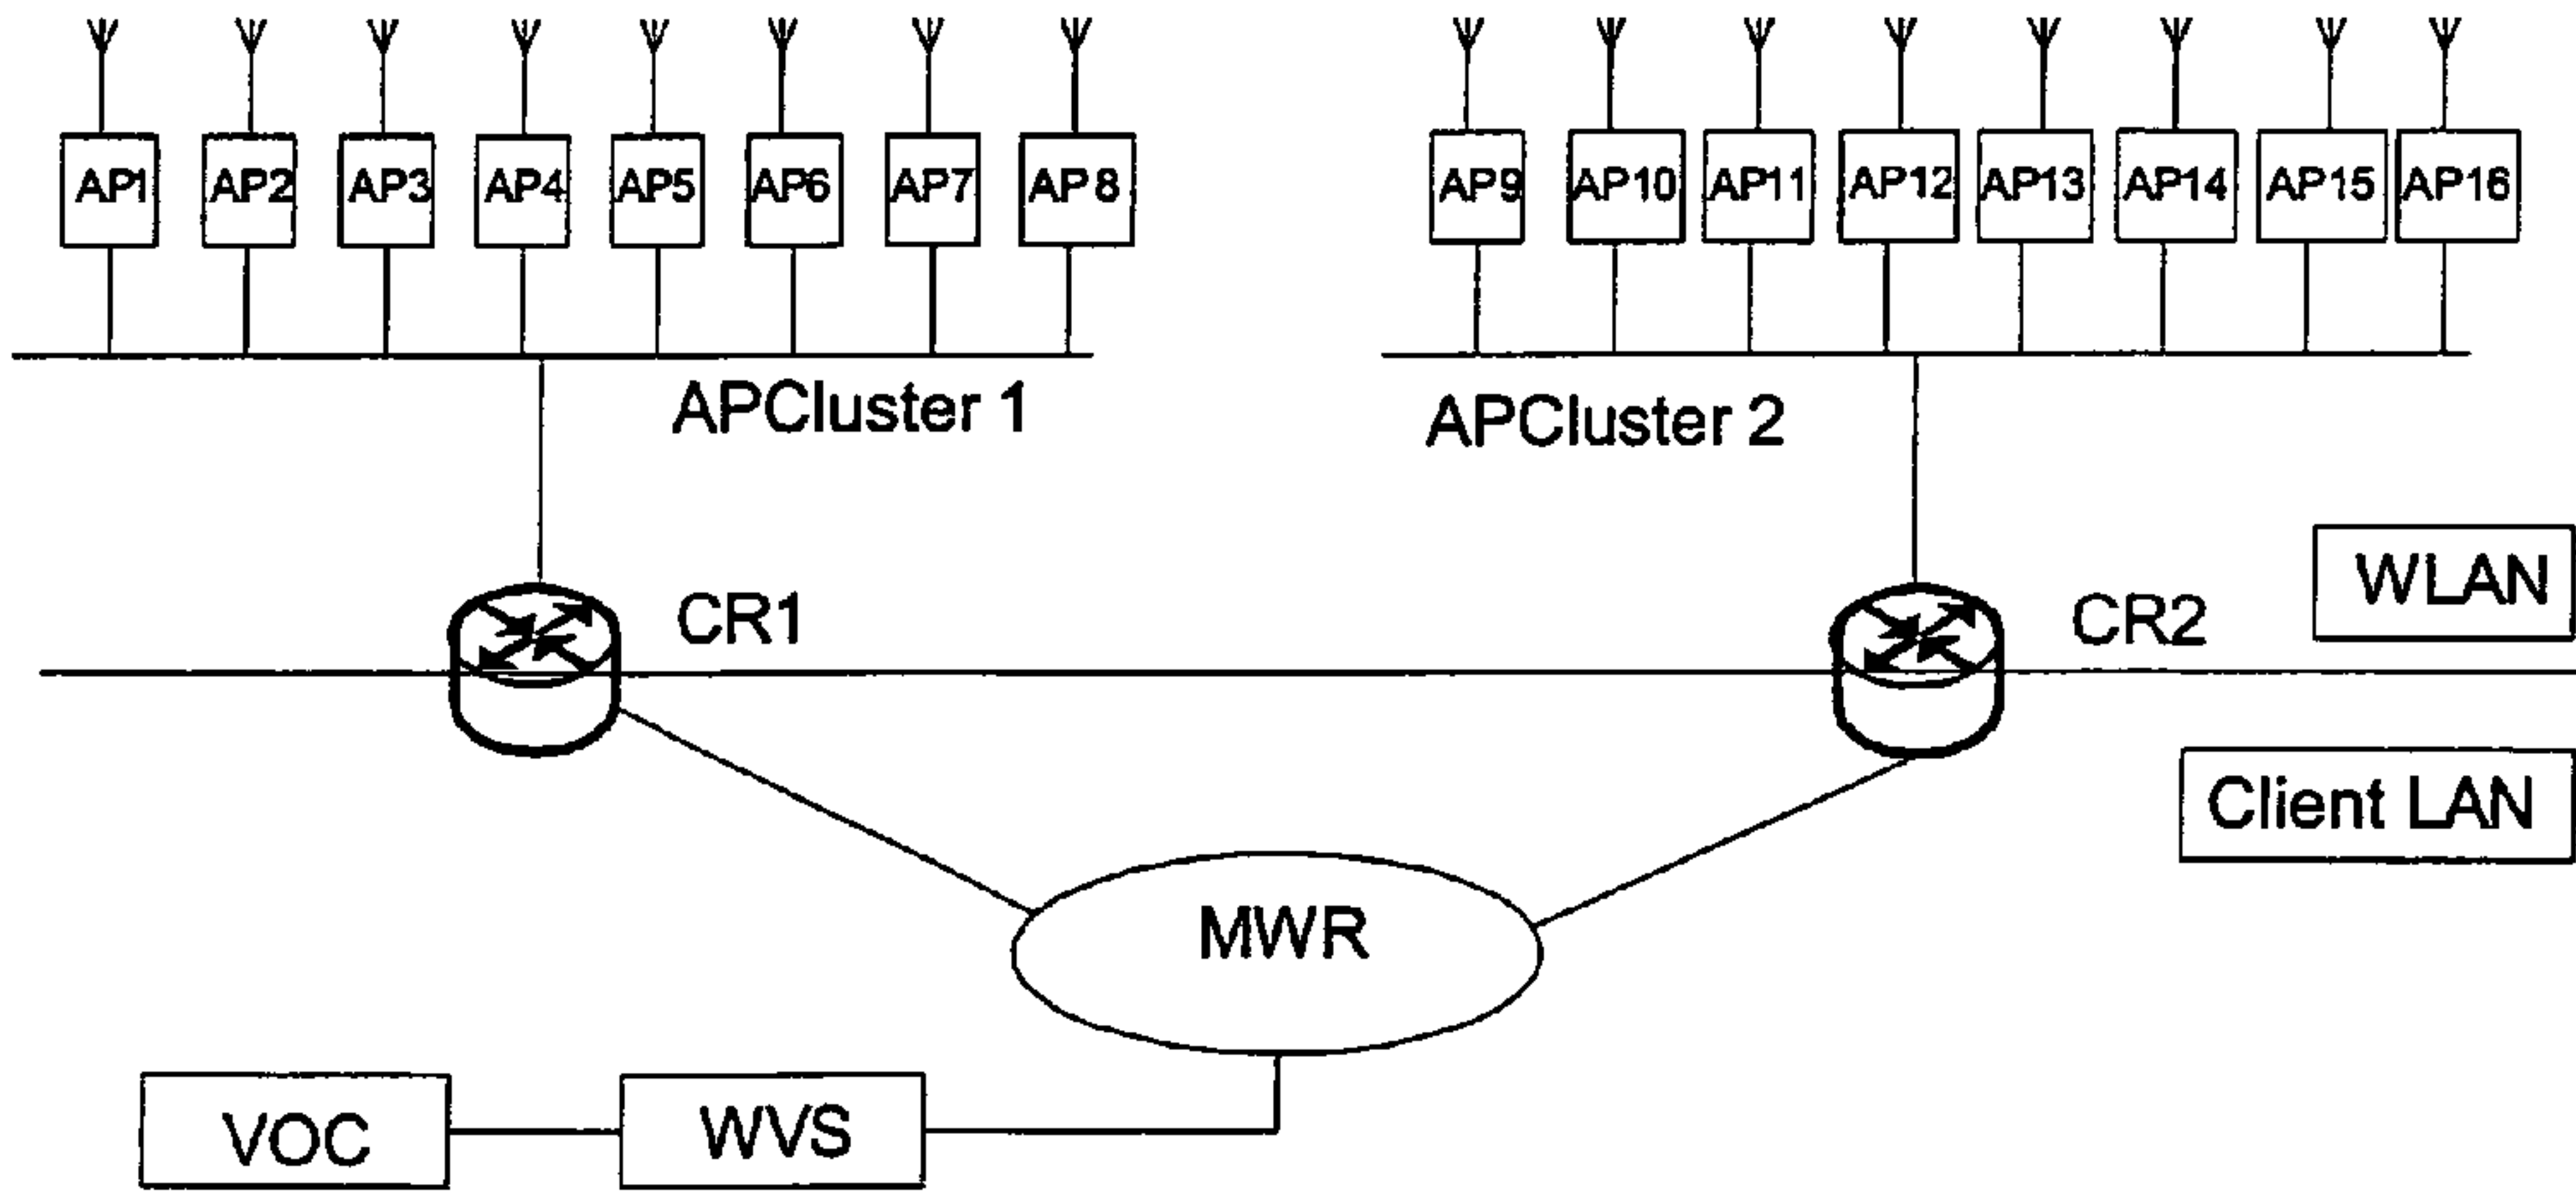 AP1 AP2 AP3 AP4 AP5 AP6 AP7 AP8 AP9 AP10 AP11 AP12 AP13 AP14 AP15 AP16
APCluster 1 APCluster 2
CR1 CR2 WLAN
Client LAN
MWR
VOC WVS